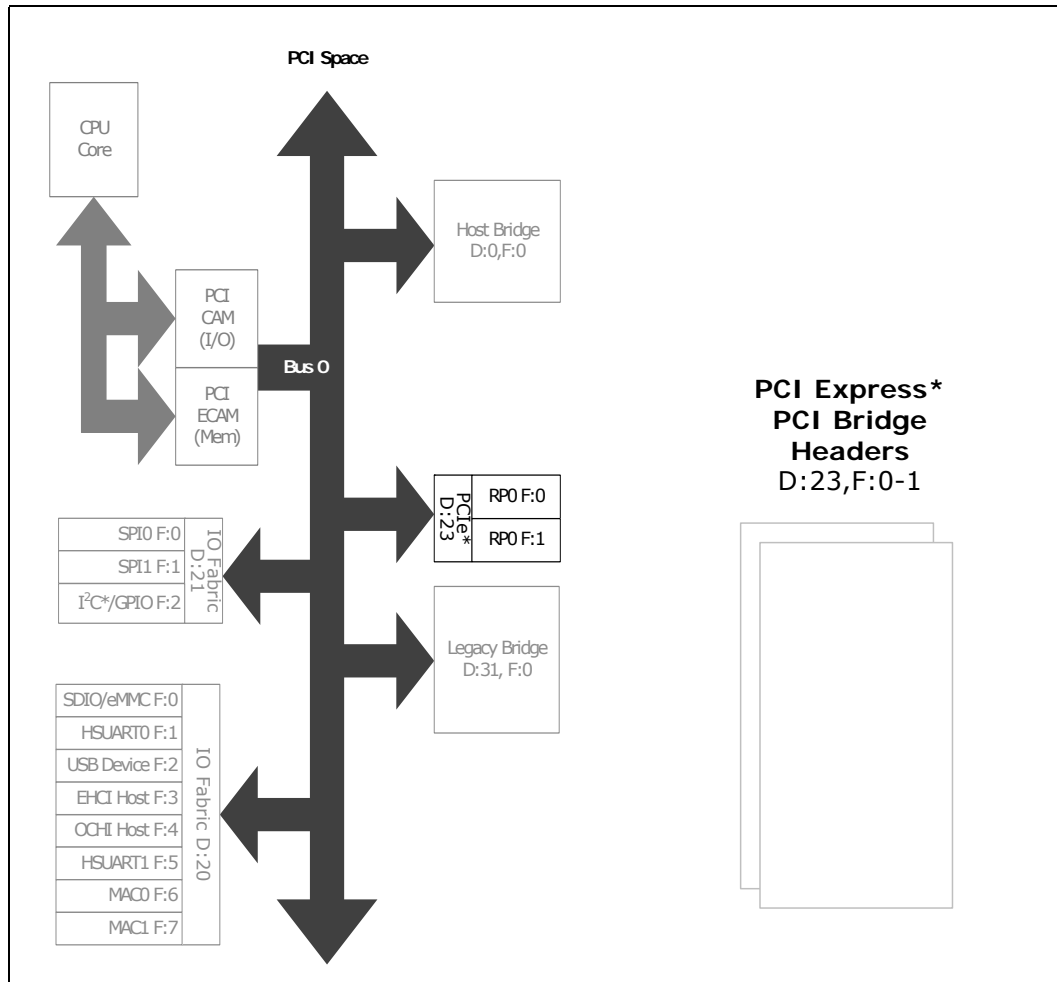 PCI Space
CPU
Core
Host Bridge
D:0,F:0
PCI
CAM
(I/O)
Bus 0
PCI
ECAM
(Mem)
PCI Express*
PCI Bridge
Headers
D:23,F:0-1
PCIe*
D:23
RP0 F:0
RP0 F:1
SPI0 F:0
SPI1 F:1
I²C*/GPIO F:2
IO Fabric
D:21
Legacy Bridge
D:31, F:0
SDIO/eMMC F:0
HSUART0 F:1
USB Device F:2
EHCI Host F:3
OCHI Host F:4
HSUART1 F:5
MAC0 F:6
MAC1 F:7
IO Fabric D:20